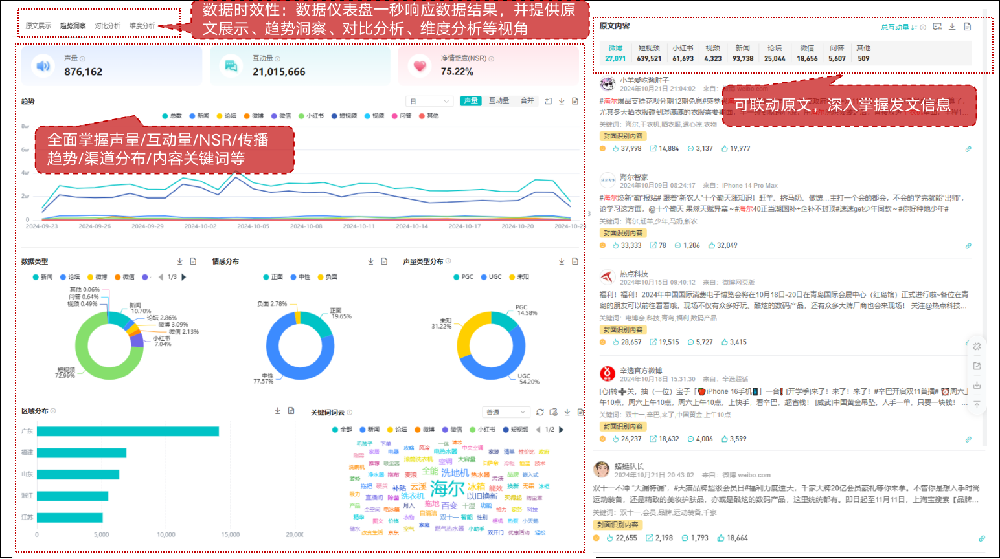 原文展示 趋势洞察 对比分析 维度分析
数据时效性：数据仪表盘一秒响应数据结果，并提供原
文展示、趋势洞察、对比分析、维度分析等视角
声量
876,162
互动量
21,015,666
净情感度(NSR)
75.22%
趋势
日 声量 互动量 合并
总数 新闻 论坛 微博 微信 小红书 短视频 视频 问答 其他
8w
6w
4w
2w
0
全面掌握声量/互动量/NSR/传播
趋势/渠道分布/内容关键词等
2024-09-23 2024-09-26 2024-09-29 2024-10-02 2024-10-05 2024-10-08 2024-10-11 2024-10-14 2024-10-17 2024-10-20
数据类型
新闻 论坛 微博 微信 1/3
其他 0.06%
问答 0.64%
视频 0.49%
新闻
10.70%
论坛 2.86%
微博 3.09%
微信 2.13%
小红书
7.04%
短视频
72.99%
情感分布
正面 中性 负面
负面 2.78%
正面
19.65%
中性
77.57%
声量类型分布
PGC UGC 未知
PGC
14.58%
未知
31.22%
UGC
54.20%
区域分布
广东
福建
山东
浙江
江苏
0 5,000 10,000 15,000 20,000
关键词词云
普通
全部 新闻 论坛 微博 微信 小红书 短视频 1/2
毛孩子 下单 一体 滤芯
家居 电器 攻略 风冷 电热水器 中央空调 家装 清单 性价比 政府
洗碗机 推荐 吸尘器 滚筒洗衣机 空调 大容量 卡萨帝 冷柜 恒温 技术
装修 净水器 拖布 麦浪 全能 洗地机 热水器 污渍 品牌 嵌入式
拖把 硬货 补贴 云溪 海尔 冰箱 能效 换新 无霜 冰柜
吸力 直播间 除菌 洗衣机 以旧换新 买得起 防尘富
产品 全空间 电冰箱 月入 拖地 百变 干湿 功能 格力 家务 科技
精华 图文 价格 衣物 自清洁 双十一 智能 性别 柜机 热泵 小天鹅
储水 改变生活 京东 空气 家庭 燃气热水器 小助手 双开门 优惠活动 轻松
原文内容
总互动量
微博 短视频 小红书 视频 新闻 论坛 微信 问答 其他
27,071 639,521 61,693 4,323 93,738 25,044 18,656 5,607 509
可联动原文，深入掌握发文信息
小羊爱吃酱肘子
2024年10月21日 21:04:02 来自：微博 weibo.com
#海尔爆品支持花呗分期12期免息#感觉
尤其冬天晒衣服碰到湿漉漉的衣服需要翻面，
关键词：海尔,干衣机,晒衣服,透心凉,衣物
封面识别内容
37,998 14,884 3,137 19,977
海尔智家
2024年10月09日 08:24:17 来自：iPhone 14 Pro Max
#海尔焕新“勤”报站# 跟着“新农人”十个勤天涨知识！赶羊、挤马奶、做馕...主打一个会的都会，不会的学完就能“出师”，
论学习这方面，@十个勤天 果然天赋异禀~#海尔40正当潮国补+企补不封顶#速速get少年同款~#你好种地少年#
关键词：海尔,赶羊,少年,马奶,新农
封面识别内容
33,333 78 1,206 32,049
热点科技
2024年10月15日 09:40:12 来自：微博网页版
福利！福利！2024年中国国际消费电子博览会将在10月18日-20日在青岛国际会展中心（红岛馆）正式进行啦~各位在青
岛的朋友可以前往看看哦，现场不仅有众多好玩、酷炫的数码产品，还有众多大牌厂商也会来现场！ 关注@热点科技...
关键词：电博会,科技,青岛,福利,数码产品
封面识别内容
28,657 19,515 5,727 3,415
辛选官方微博
2024年10月18日 15:31:30 来自：辛选超话
[心]转➕关，抽（一位）宝子「🍎iPhone 16手机📱」一台❗[开学季]来了！来了！来了！#辛巴开启双11首播# ⏰周六上
午10点，周六上午10点，周六上午10点，上快手，看辛巴，超省钱！ [威武]中国黄金吊坠，人手一单，只要一块钱！ ...
关键词：双十一,辛巴,来了,中国黄金,上午10点
封面识别内容
26,237 18,632 4,006 3,599
蜻蜓队长
2024年10月21日 20:43:02 来自：微博 weibo.com
双十一不冲 “大漏特漏”，#天猫品牌超级会员日#福利力度逆天，千家大牌20亿会员豪礼等你来拿。不管你是想入手时尚
运动装备，还是精致的美妆护肤品，亦或是酷炫的数码产品，这里统统都有。即日起至11月11日，上淘宝搜索【品牌...
关键词：双十一,会员,品牌,运动装备,千家
封面识别内容
22,655 2,198 1,793 18,664